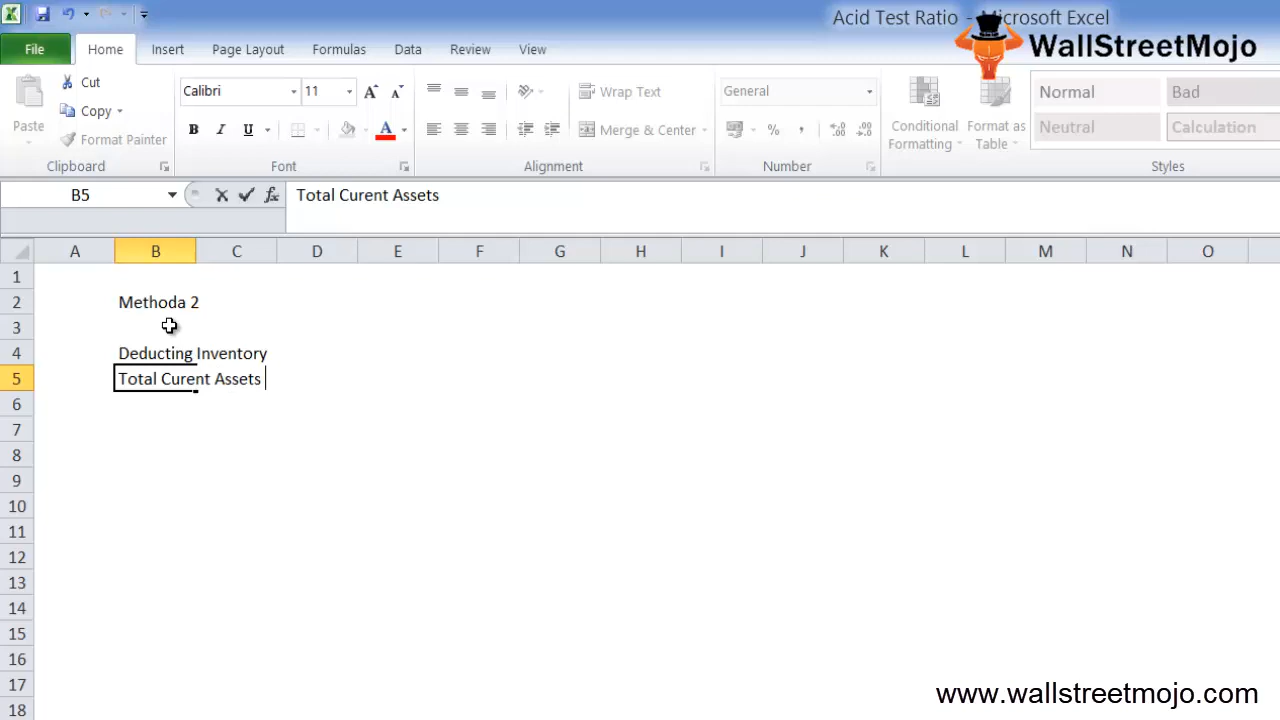 Acid Test Ratio - Microsoft Excel
WallStreetMojo
File Home Insert Page Layout Formulas Data Review View
Cut
Copy
Format Painter
Paste
Clipboard
Calibri 11
B I U A
Font
Wrap Text
Merge & Center
Alignment
General
%
Number
Conditional Formatting
Format as Table
Normal Bad
Neutral Calculation
Styles
B5 fx Total Curent Assets
A B C D E F G H I J K L M N O
1
2 Methoda 2
3
4 Deducting Inventory
5 Total Curent Assets
6
7
8
9
10
11
12
13
14
15
16
17
18
www.wallstreetmojo.com